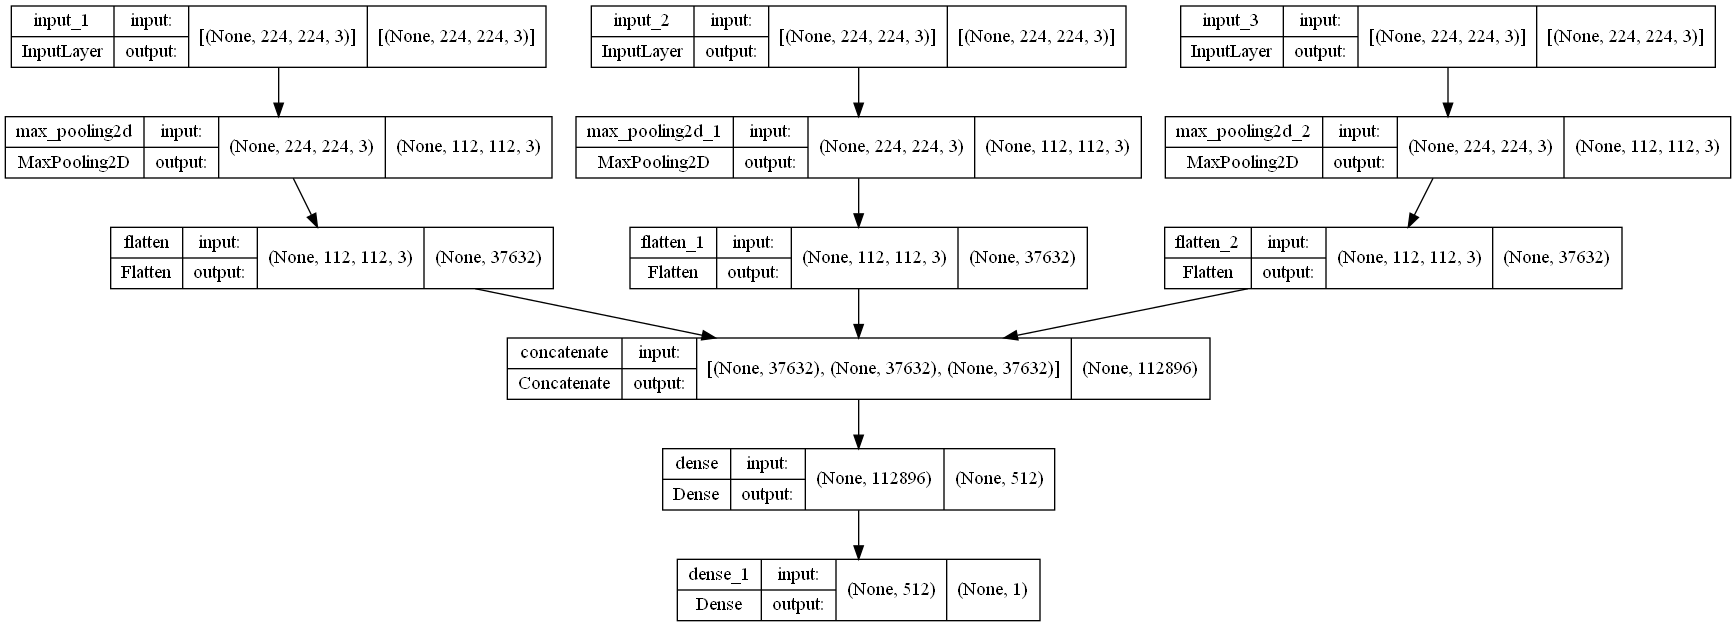 input_1 input: [(None, 224, 224, 3)] [(None, 224, 224, 3)]
InputLayer output:
input_2 input: [(None, 224, 224, 3)] [(None, 224, 224, 3)]
InputLayer output:
input_3 input: [(None, 224, 224, 3)] [(None, 224, 224, 3)]
InputLayer output:
max_pooling2d input: (None, 224, 224, 3) (None, 112, 112, 3)
MaxPooling2D output:
max_pooling2d_1 input: (None, 224, 224, 3) (None, 112, 112, 3)
MaxPooling2D output:
max_pooling2d_2 input: (None, 224, 224, 3) (None, 112, 112, 3)
MaxPooling2D output:
flatten input: (None, 112, 112, 3) (None, 37632)
Flatten output:
flatten_1 input: (None, 112, 112, 3) (None, 37632)
Flatten output:
flatten_2 input: (None, 112, 112, 3) (None, 37632)
Flatten output:
concatenate input: [(None, 37632), (None, 37632), (None, 37632)] (None, 112896)
Concatenate output:
dense input: (None, 112896) (None, 512)
Dense output:
dense_1 input: (None, 512) (None, 1)
Dense output: